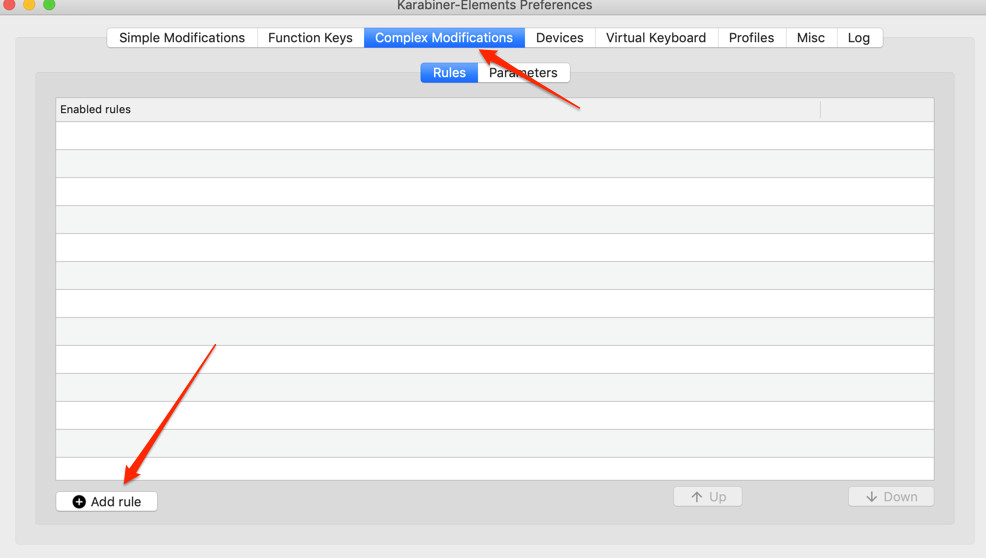 Karabiner-Elements Preferences
Simple Modifications Function Keys Complex Modifications Devices Virtual Keyboard Profiles Misc Log
Rules Parameters
Enabled rules
Add rule Up Down